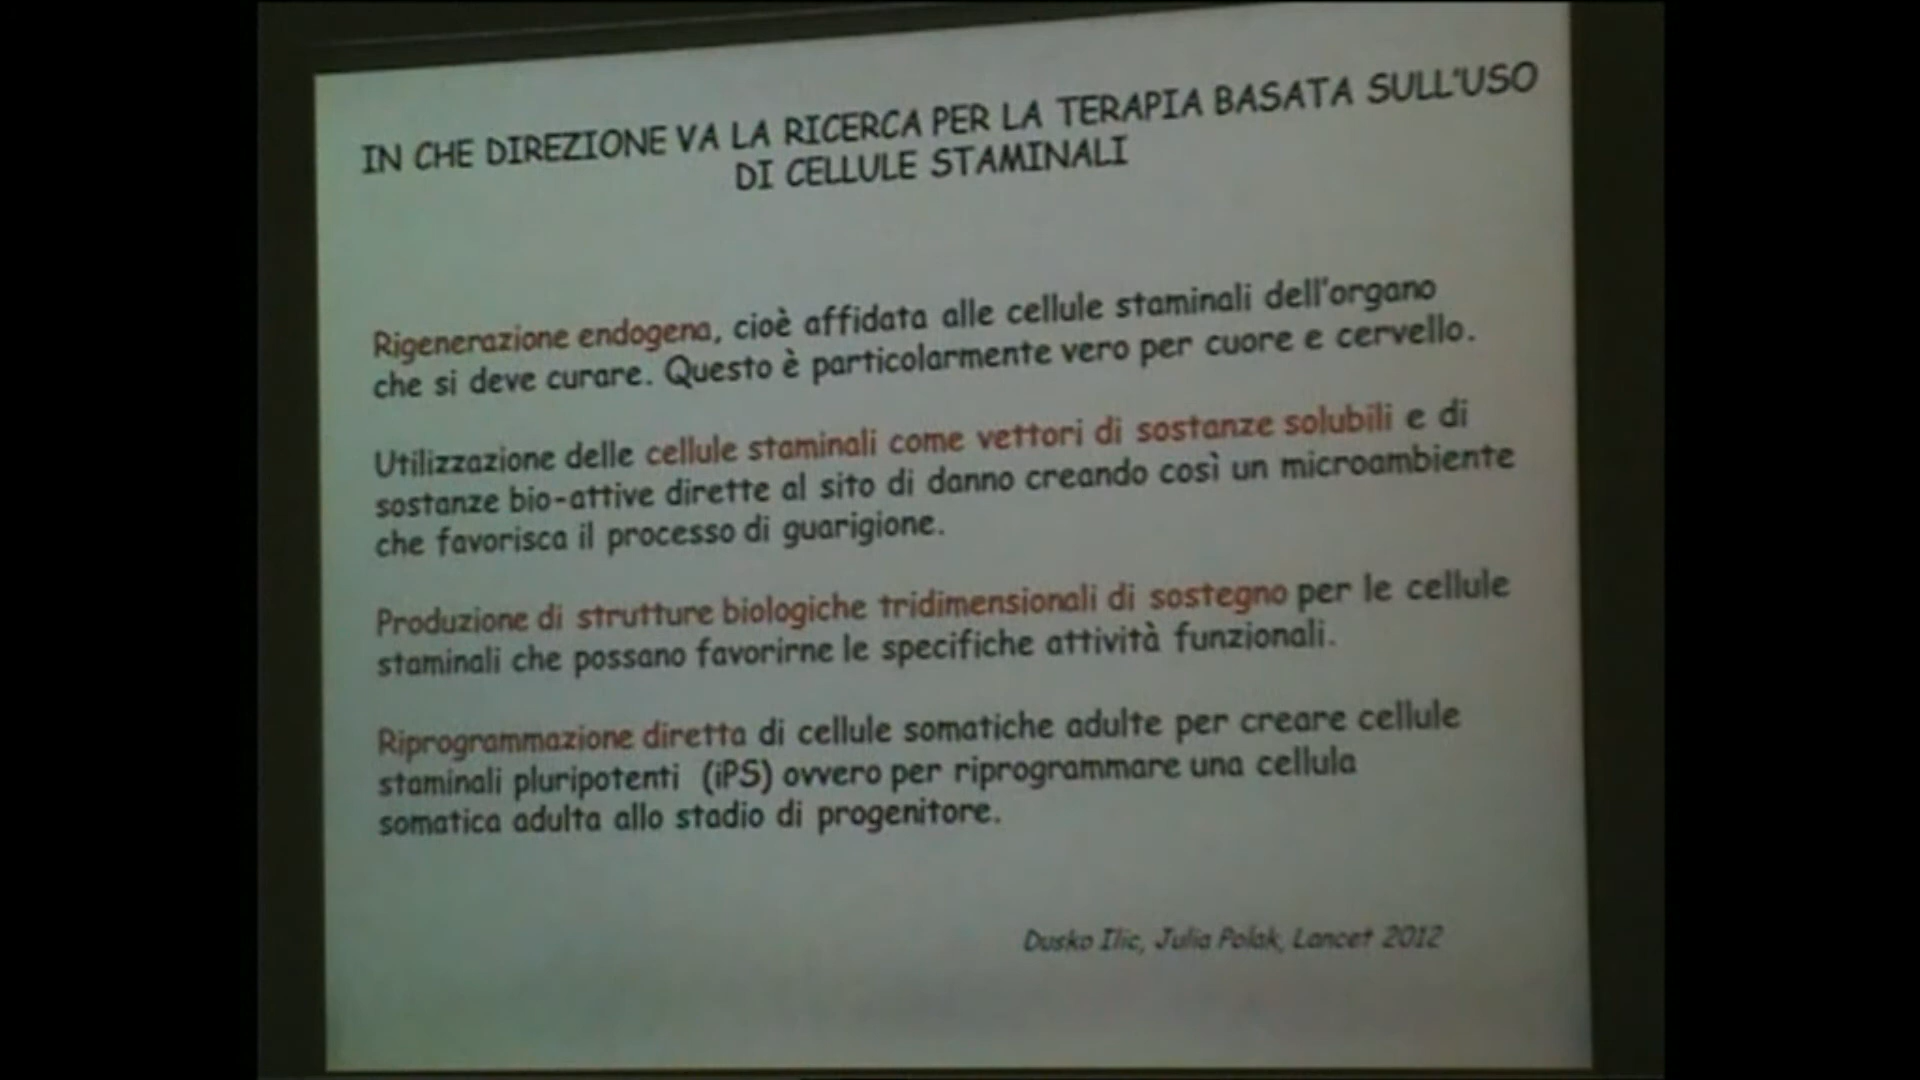 IN CHE DIREZIONE VA LA RICERCA PER LA TERAPIA BASATA SULL'USO
DI CELLULE STAMINALI
Rigenerazione endogena, cioè affidata alle cellule staminali dell'organo
che si deve curare. Questo è particolarmente vero per cuore e cervello.
Utilizzazione delle cellule staminali come vettori di sostanze solubili e di
sostanze bio-attive dirette al sito di danno creando così un microambiente
che favorisca il processo di guarigione.
Produzione di strutture biologiche tridimensionali di sostegno per le cellule
staminali che possano favorirne le specifiche attività funzionali.
Riprogrammazione diretta di cellule somatiche adulte per creare cellule
staminali pluripotenti (iPS) ovvero per riprogrammare una cellula
somatica adulta allo stadio di progenitore.
Dusko Ilic, Julia Polak, Lancet 2012